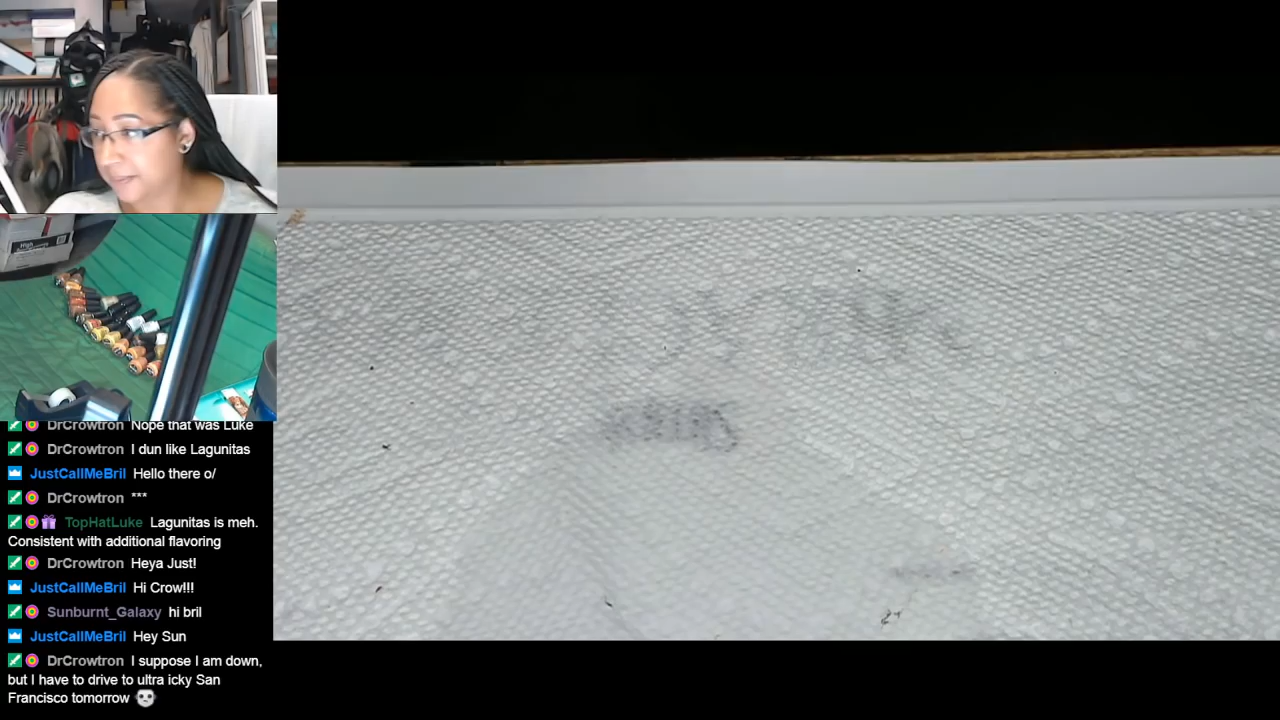 High
DrCrowtron Nope that was Luke
DrCrowtron I dun like Lagunitas
JustCallMeBril Hello there o/
DrCrowtron ***
TopHatLuke Lagunitas is meh.
Consistent with additional flavoring
DrCrowtron Heya Just!
JustCallMeBril Hi Crow!!!
Sunburnt_Galaxy hi bril
JustCallMeBril Hey Sun
DrCrowtron I suppose I am down,
but I have to drive to ultra icky San
Francisco tomorrow